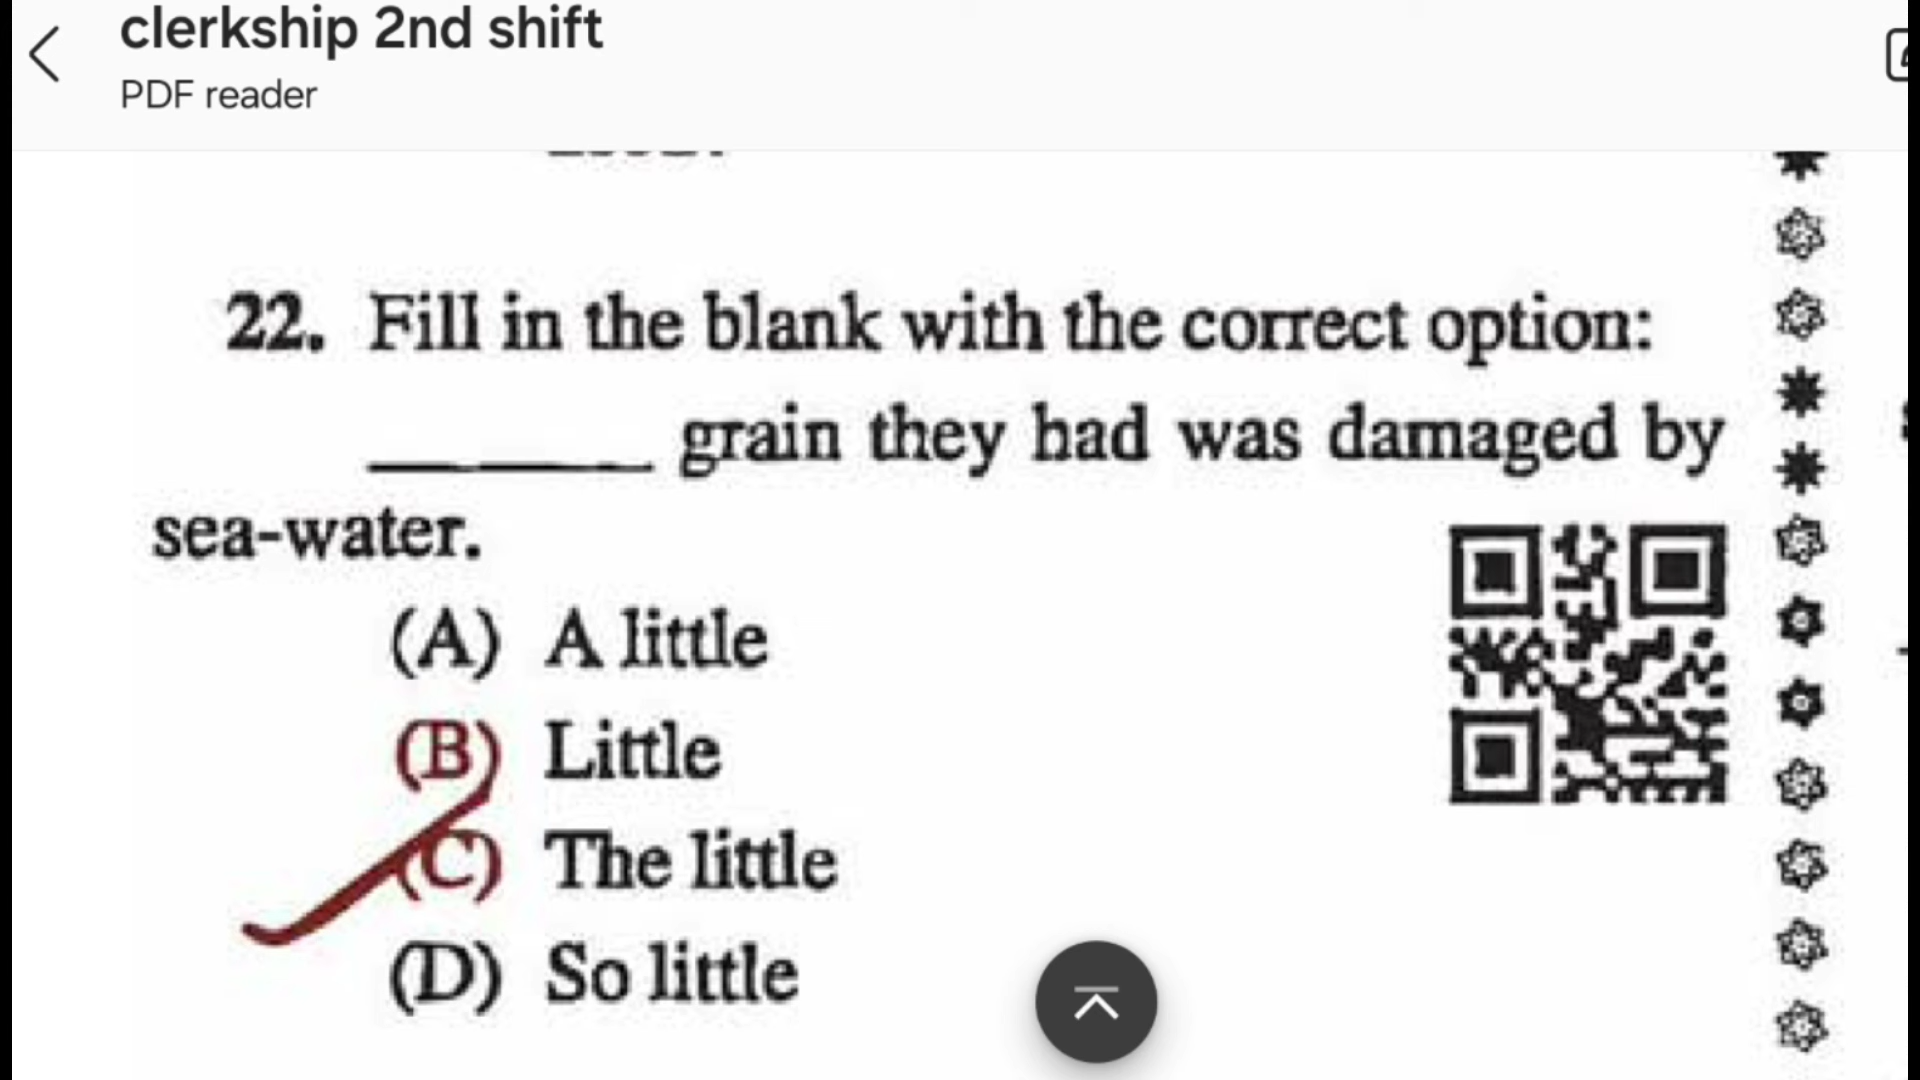 clerkship 2nd shift
PDF reader
22. Fill in the blank with the correct option:
______ grain they had was damaged by
sea-water.
(A) A little
(B) Little
(C) The little
(D) So little